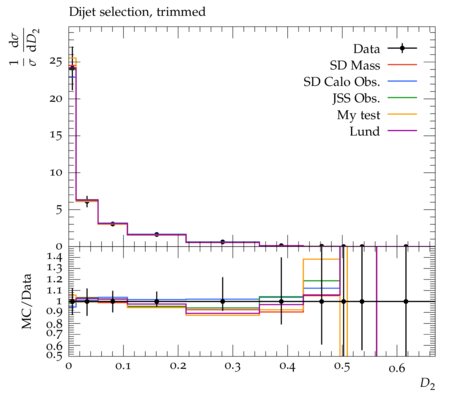 Dijet selection, trimmed
1/σ dσ/dD₂
Data
SD Mass
SD Calo Obs.
JSS Obs.
My test
Lund
25
20
15
10
5
0
MC/Data
1.4
1.3
1.2
1.1
1
0.9
0.8
0.7
0.6
0.5
0 0.1 0.2 0.3 0.4 0.5 0.6
D₂